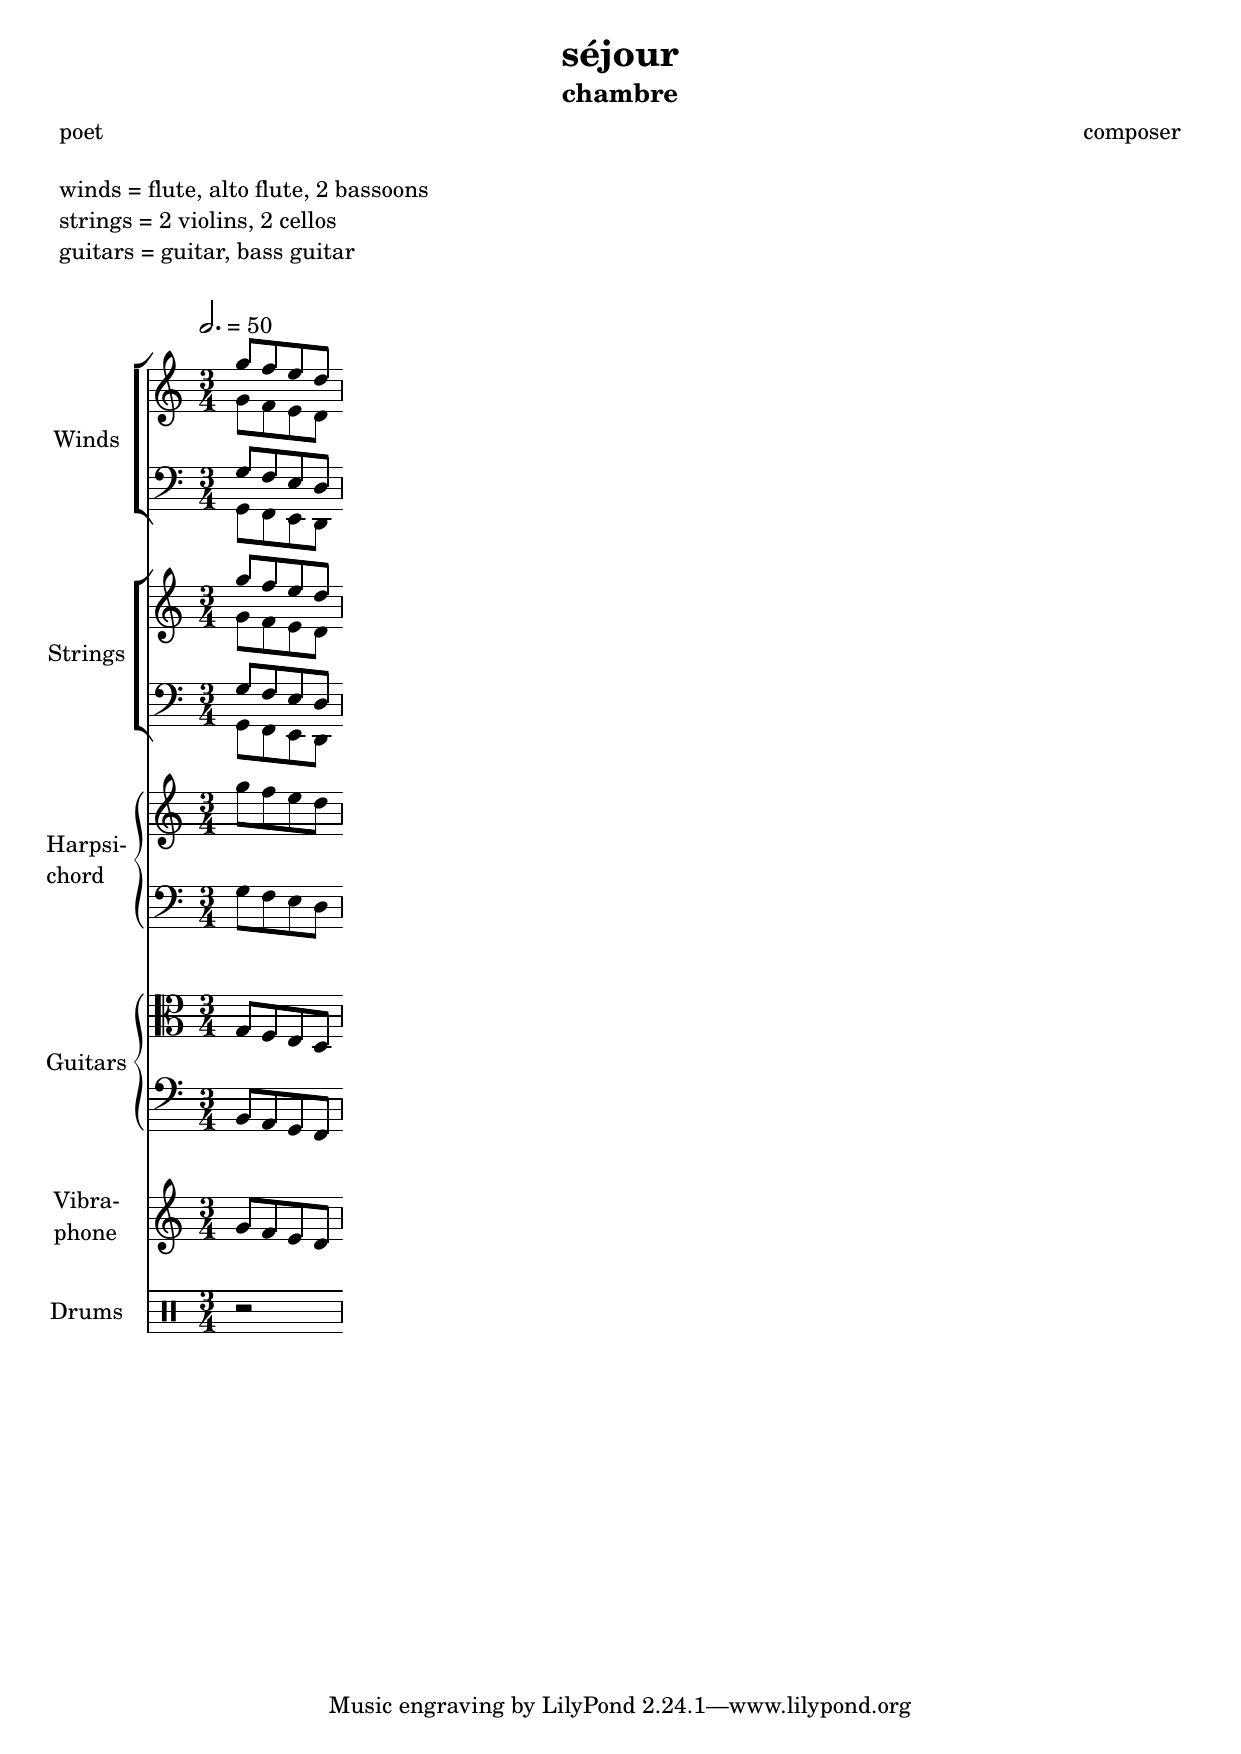 séjour
chambre
poet composer
winds = flute, alto flute, 2 bassoons
strings = 2 violins, 2 cellos
guitars = guitar, bass guitar
= 50
Winds
Strings
Harpsi-
chord
Guitars
Vibra-
phone
Drums
Music engraving by LilyPond 2.24.1—www.lilypond.org